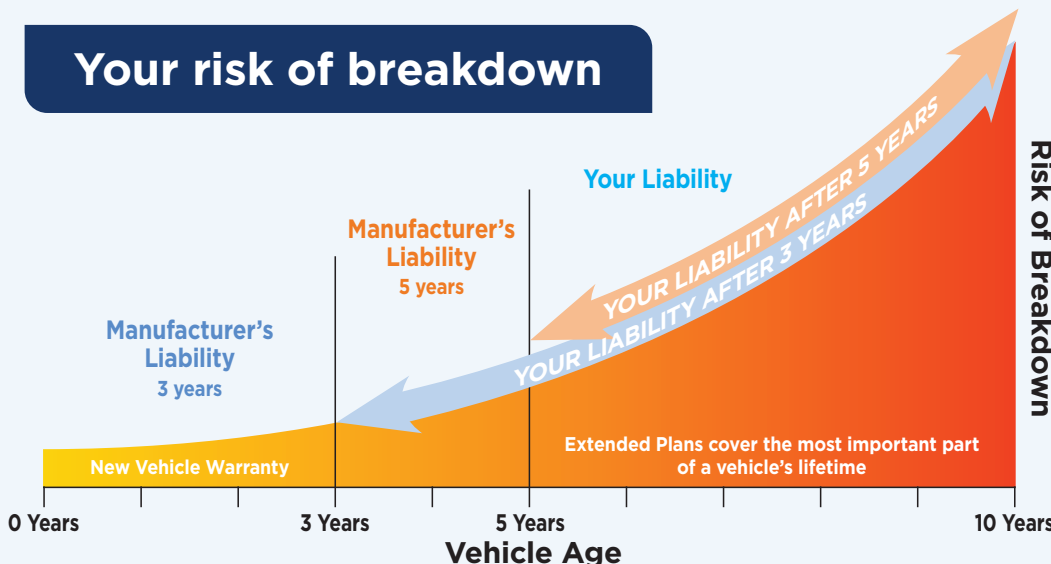 Your risk of breakdown
Your Liability
Manufacturer's
Liability
5 years
Manufacturer's
Liability
3 years
YOUR LIABILITY AFTER 5 YEARS
YOUR LIABILITY AFTER 3 YEARS
Risk of Breakdown
New Vehicle Warranty
Extended Plans cover the most important part
of a vehicle's lifetime
0 Years
3 Years
5 Years
10 Years
Vehicle Age